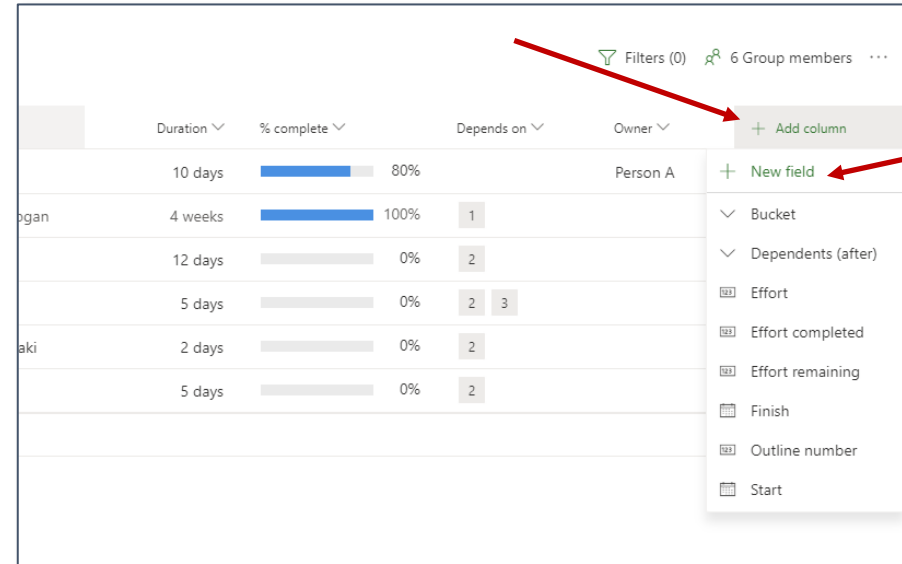 Filters (0) 6 Group members ...
Duration % complete Depends on Owner + Add column
10 days 80% Person A
+ New field
ogan 4 weeks 100% 1
Bucket
12 days 0% 2
Dependents (after)
5 days 0% 2 3
Effort
Effort completed
aki 2 days 0% 2
Effort remaining
5 days 0% 2
Finish
Outline number
Start